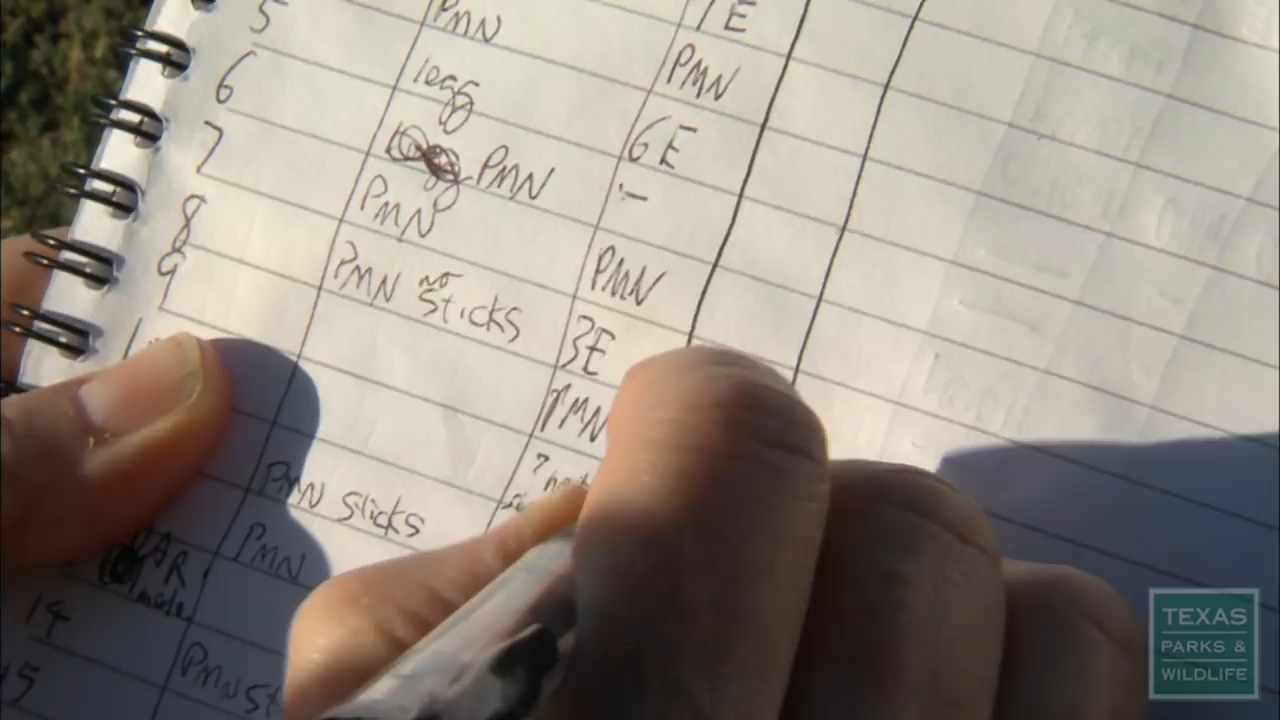 5 PMN 7E
6 1egg PMN
7 PMN 6E
8 PMN -
9 PMN no sticks PMN
3E
PMN
PMN sticks ?
PMN
14
15 PMN St
TEXAS
PARKS &
WILDLIFE